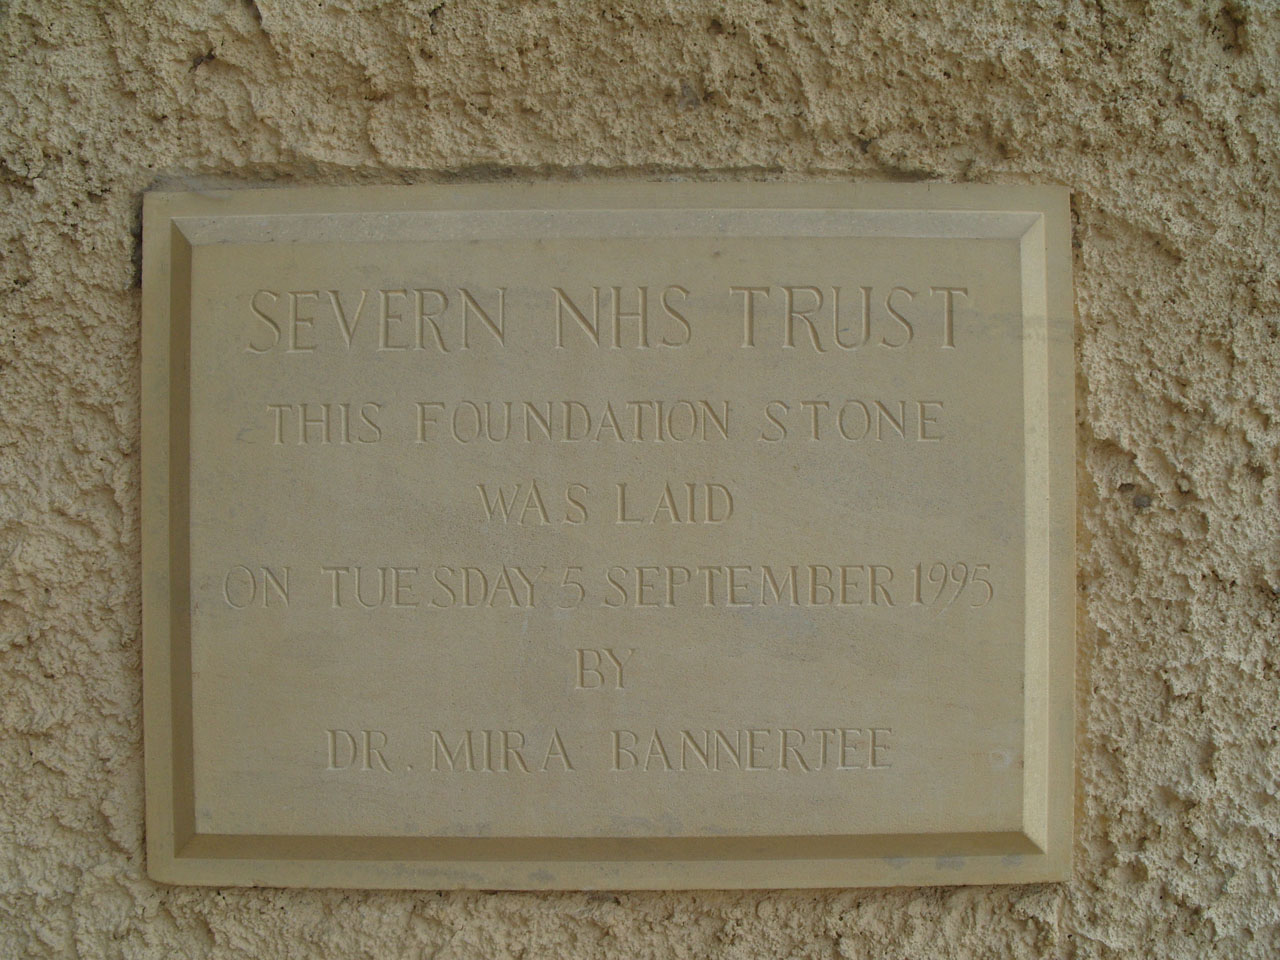 SEVERN NHS TRUST
THIS FOUNDATION STONE
WAS LAID
ON TUESDAY 5 SEPTEMBER 1995
BY
DR. MIRA BANNERJEE